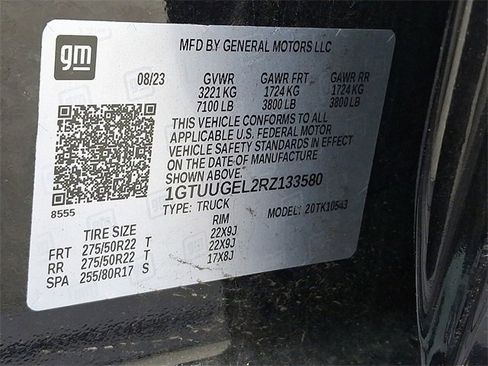 gm
MFD BY GENERAL MOTORS LLC
08/23 GVWR GAWR FRT GAWR RR
3221 KG 1724 KG 1724 KG
7100 LB 3800 LB 3800 LB
THIS VEHICLE CONFORMS TO ALL
APPLICABLE U.S. FEDERAL MOTOR
VEHICLE SAFETY STANDARDS IN EFFECT
ON THE DATE OF MANUFACTURE SHOWN ABOVE.
1GTUUGEL2RZ133580
8555
TYPE: TRUCK MODEL: 20TK10543
TIRE SIZE RIM
FRT 275/50R22 T 22X9J
RR 275/50R22 T 22X9J
SPA 255/80R17 S 17X8J